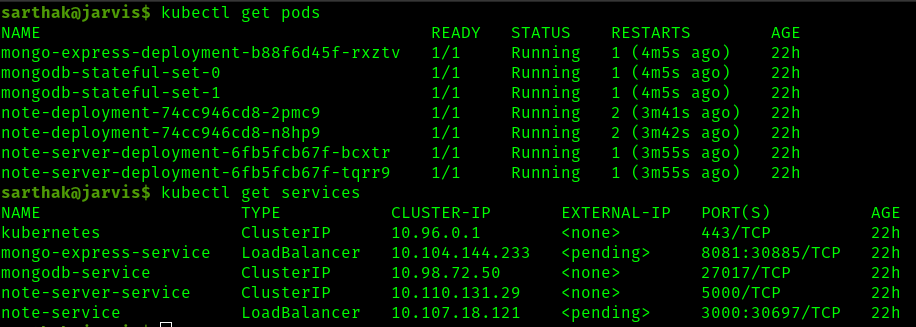 sarthak@jarvis$ kubectl get pods
NAME READY STATUS RESTARTS AGE
mongo-express-deployment-b88f6d45f-rxztv 1/1 Running 1 (4m5s ago) 22h
mongodb-stateful-set-0 1/1 Running 1 (4m5s ago) 22h
mongodb-stateful-set-1 1/1 Running 1 (4m5s ago) 22h
note-deployment-74cc946cd8-2pmc9 1/1 Running 2 (3m41s ago) 22h
note-deployment-74cc946cd8-n8hp9 1/1 Running 2 (3m42s ago) 22h
note-server-deployment-6fb5fcb67f-bcxtr 1/1 Running 1 (3m55s ago) 22h
note-server-deployment-6fb5fcb67f-tqrr9 1/1 Running 1 (3m55s ago) 22h
sarthak@jarvis$ kubectl get services
NAME TYPE CLUSTER-IP EXTERNAL-IP PORT(S) AGE
kubernetes ClusterIP 10.96.0.1 <none> 443/TCP 22h
mongo-express-service LoadBalancer 10.104.144.233 <pending> 8081:30885/TCP 22h
mongodb-service ClusterIP 10.98.72.50 <none> 27017/TCP 22h
note-server-service ClusterIP 10.110.131.29 <none> 5000/TCP 22h
note-service LoadBalancer 10.107.18.121 <pending> 3000:30697/TCP 22h